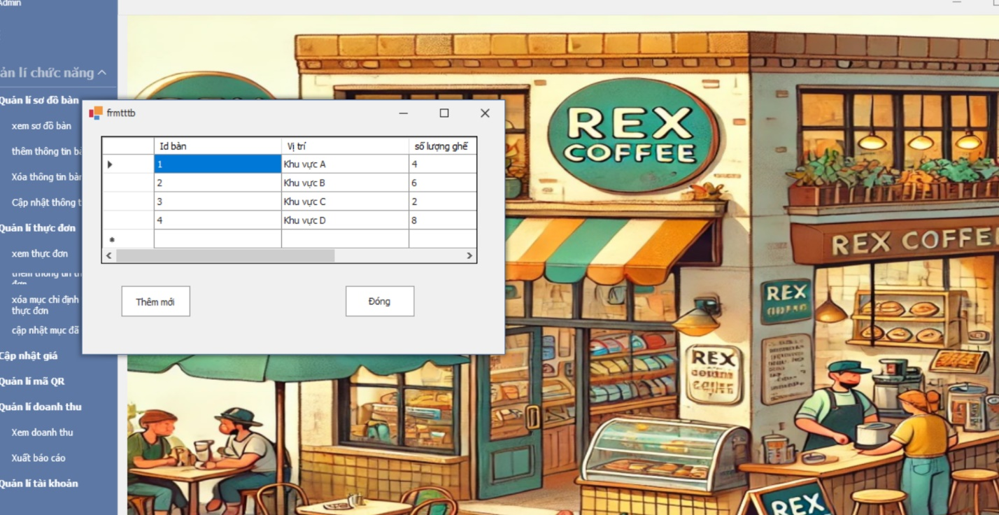 Admin
ản lí chức năng
Quản lí sơ đồ bàn
xem sơ đồ bàn
thêm thông tin bà
Xóa thông tin bàn
Cập nhật thông t
Quản lí thực đơn
xem thực đơn
thêm thông tin th
đơn
xóa mục chỉ định
thực đơn
cập nhật mục đã
Cập nhật giá
Quản lí mã QR
Quản lí doanh thu
Xem doanh thu
Xuất báo cáo
Quản lí tài khoản
frmtttb
Id bàn Vị trí số lượng ghế
1 Khu vực A 4
2 Khu vực B 6
3 Khu vực C 2
4 Khu vực D 8
Thêm mới Đóng
REX
COFFEE
REX COFFE
REX
REX
REX